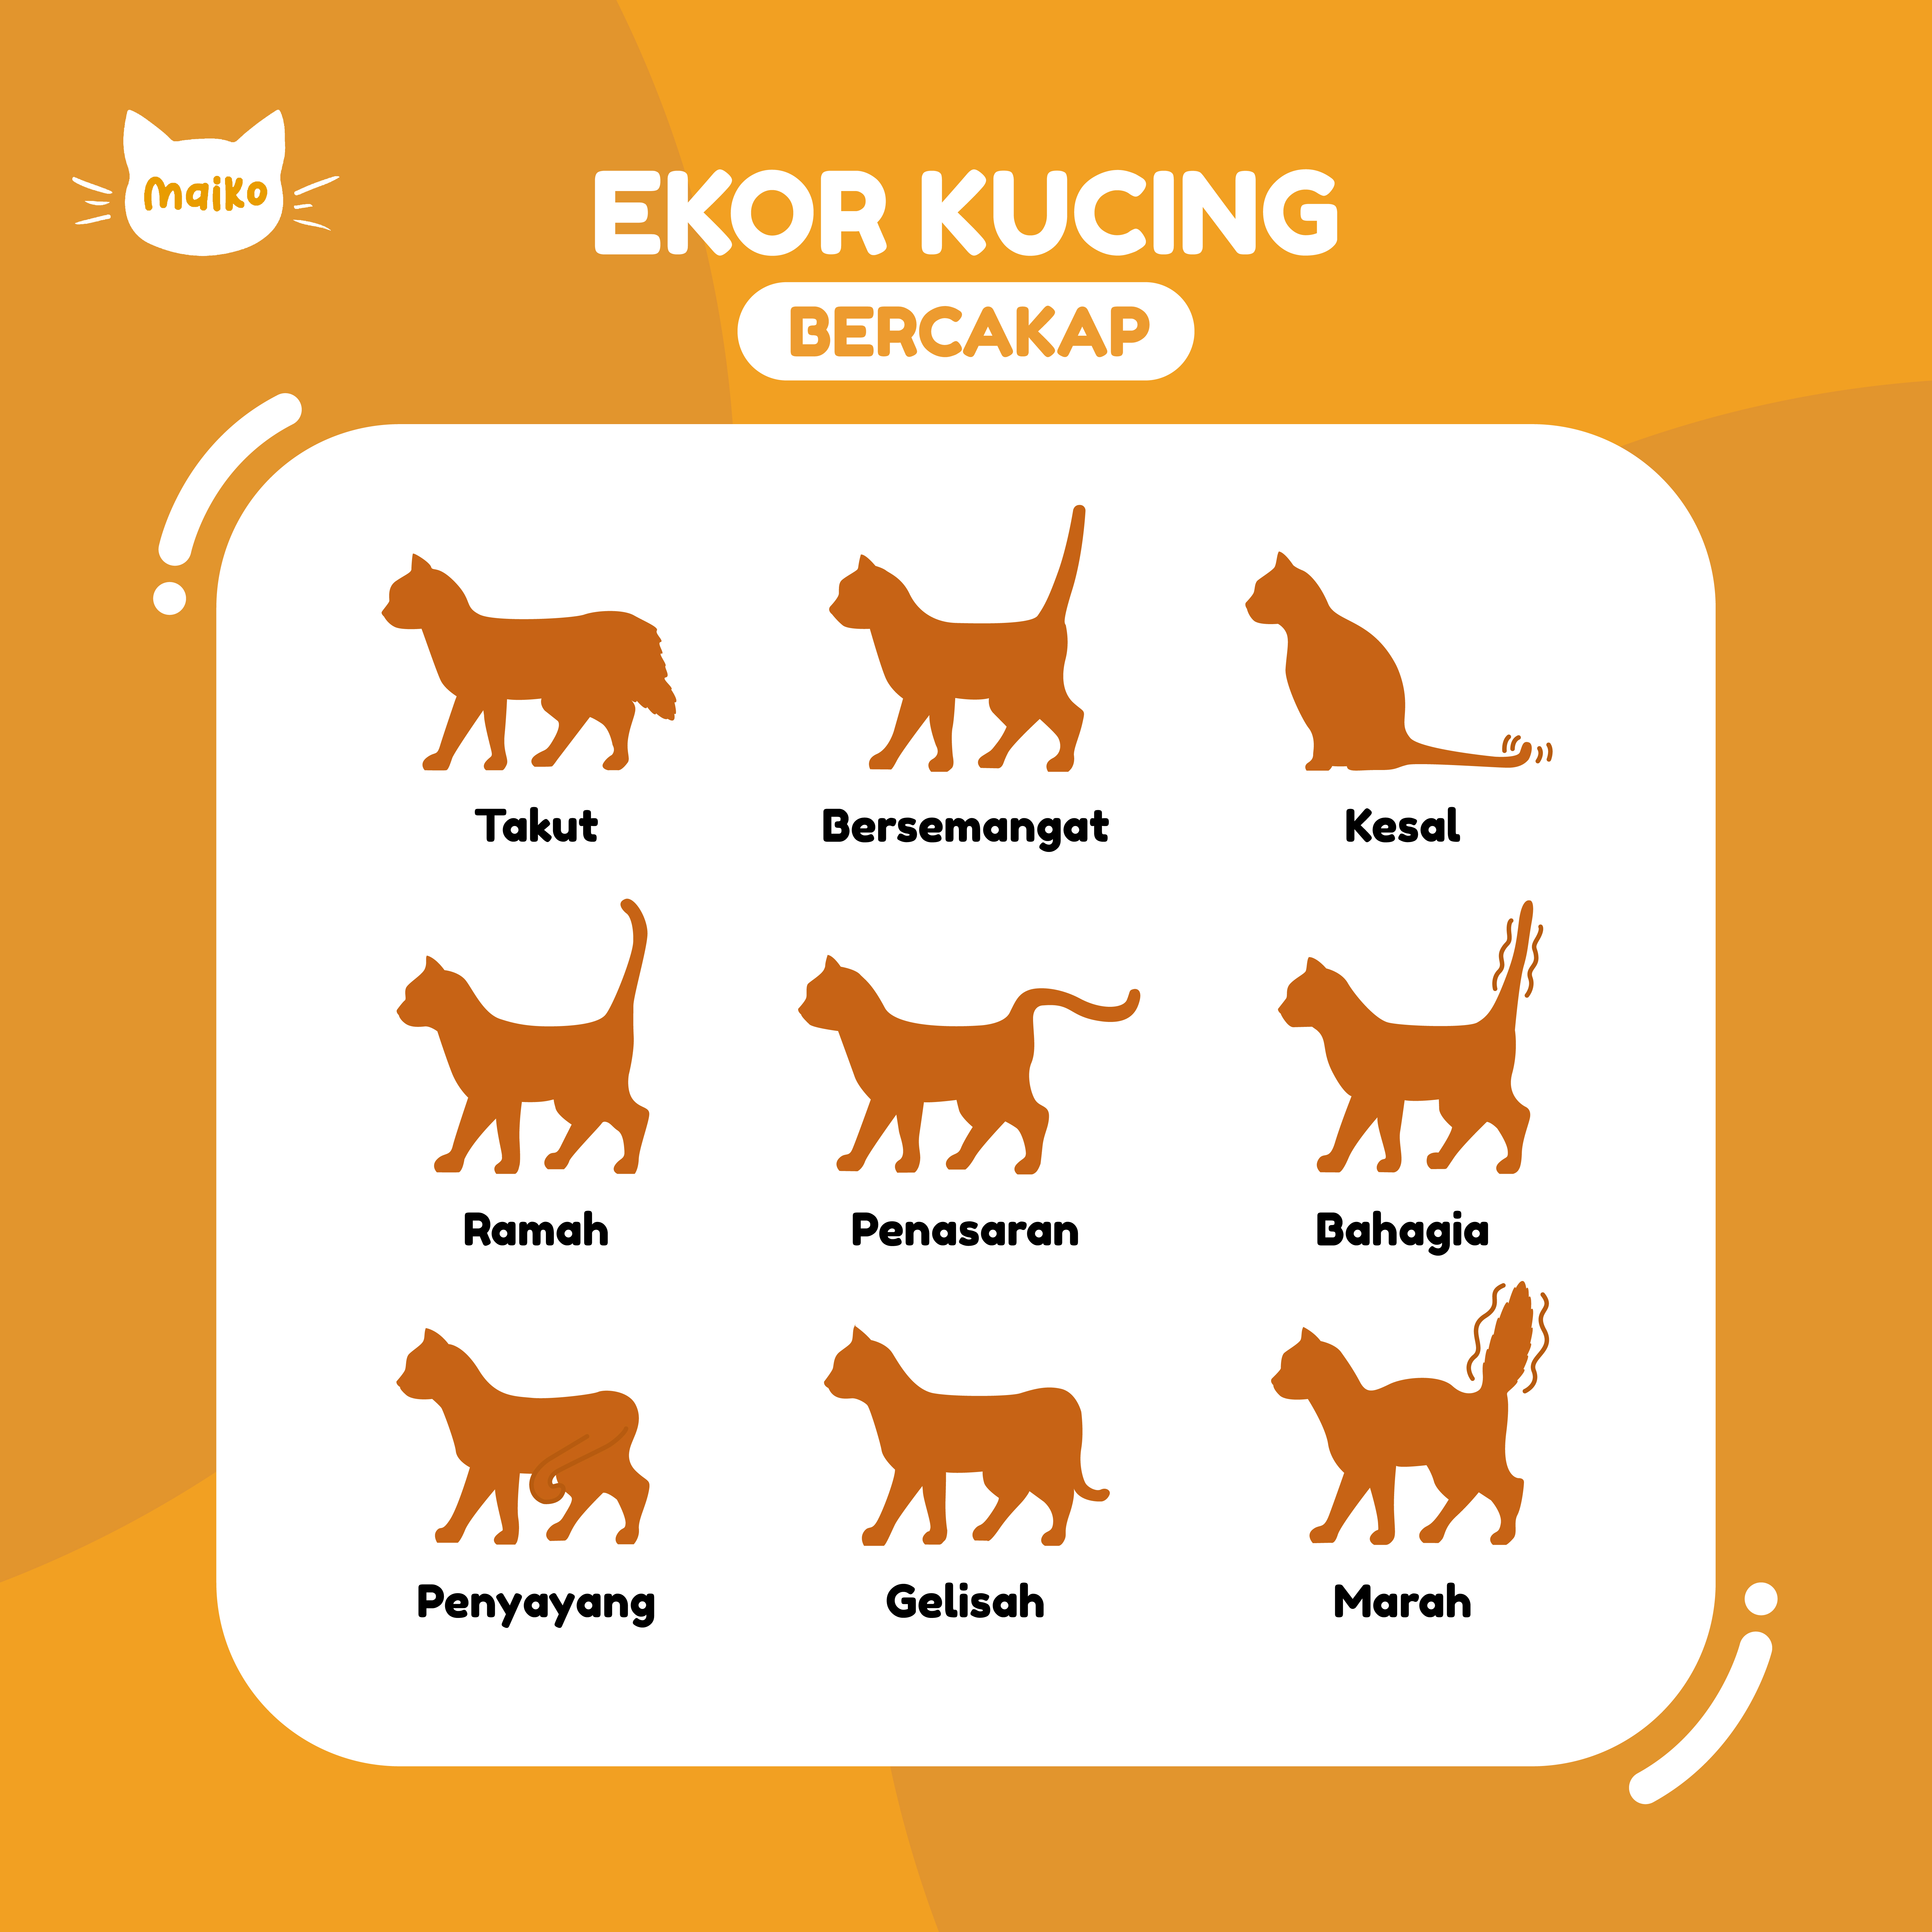 maiko
EKOR KUCING
BERCAKAP
Takut
Bersemangat
Kesal
Ramah
Penasaran
Bahagia
Penyayang
Gelisah
Marah